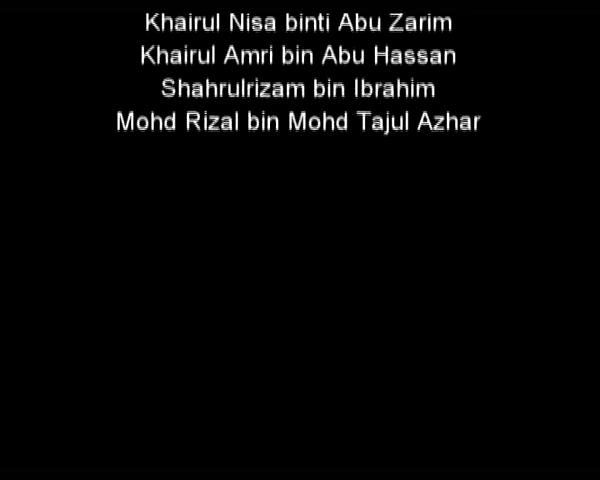 Khairul Nisa binti Abu Zarim
Khairul Amri bin Abu Hassan
Shahrulrizam bin Ibrahim
Mohd Rizal bin Mohd Tajul Azhar